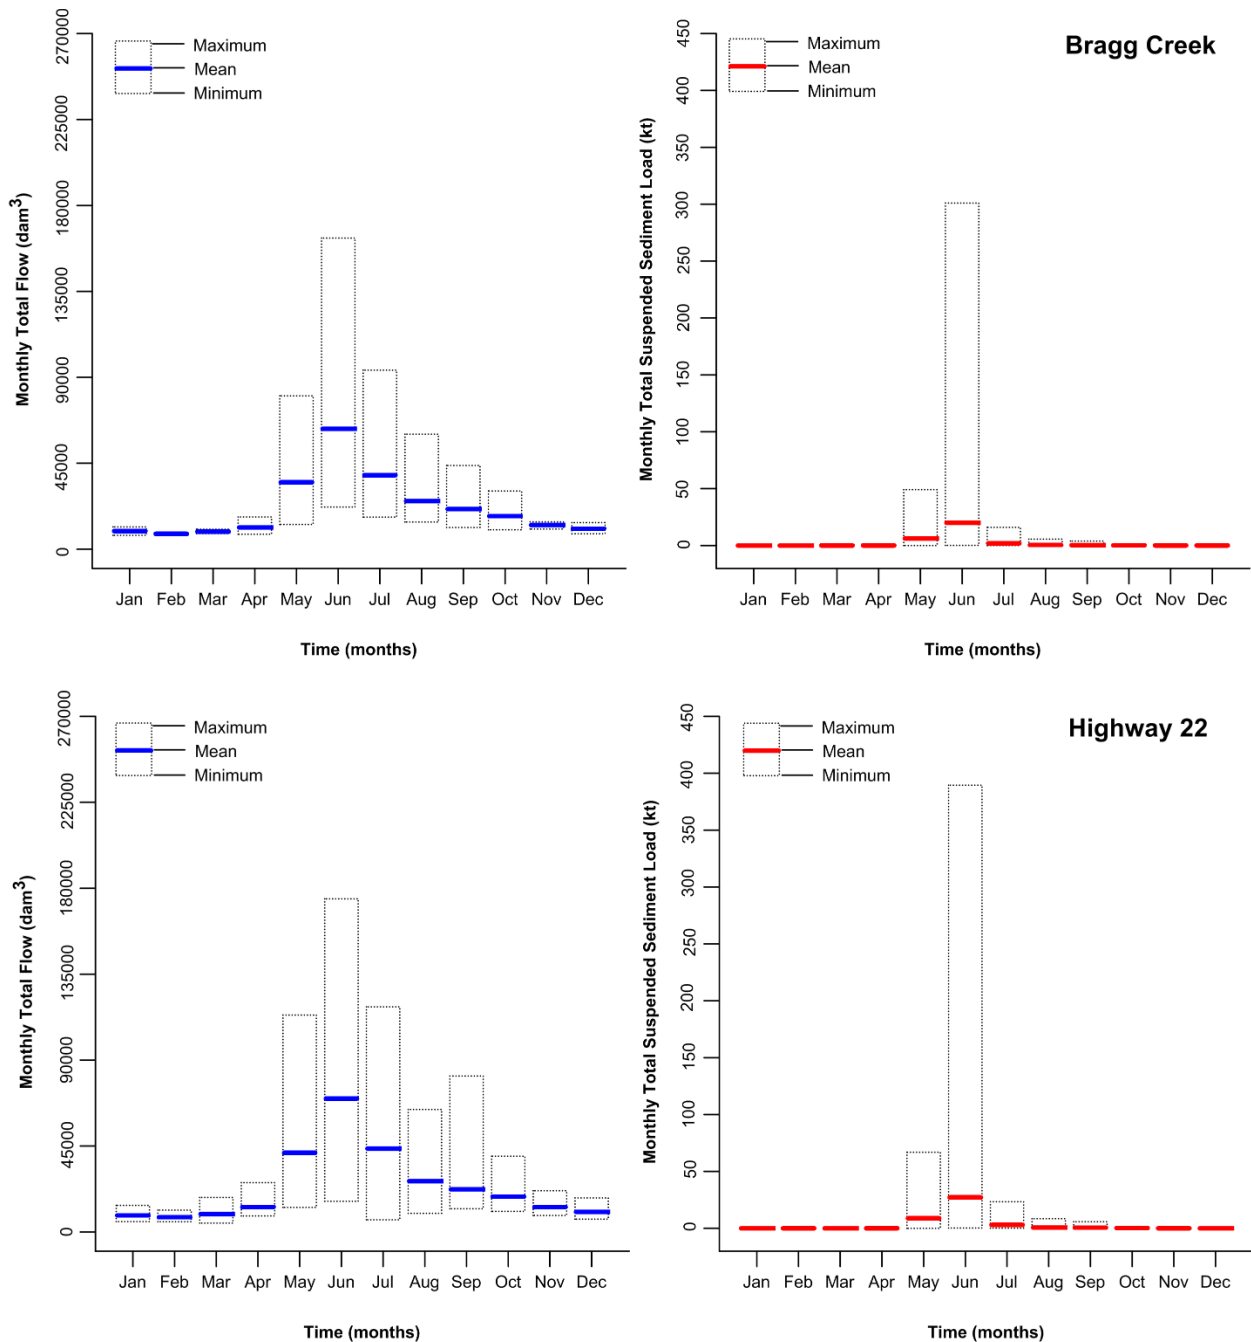 Maximum
Mean
Minimum
Monthly Total Flow (dam³)
270000
225000
180000
135000
90000
45000
0
Jan Feb Mar Apr May Jun Jul Aug Sep Oct Nov Dec
Time (months)
Bragg Creek
Maximum
Mean
Minimum
Monthly Total Suspended Sediment Load (kt)
450
400
350
300
250
200
150
100
50
0
Jan Feb Mar Apr May Jun Jul Aug Sep Oct Nov Dec
Time (months)
Maximum
Mean
Minimum
Monthly Total Flow (dam³)
270000
225000
180000
135000
90000
45000
0
Jan Feb Mar Apr May Jun Jul Aug Sep Oct Nov Dec
Time (months)
Highway 22
Maximum
Mean
Minimum
Monthly Total Suspended Sediment Load (kt)
450
400
350
300
250
200
150
100
50
0
Jan Feb Mar Apr May Jun Jul Aug Sep Oct Nov Dec
Time (months)